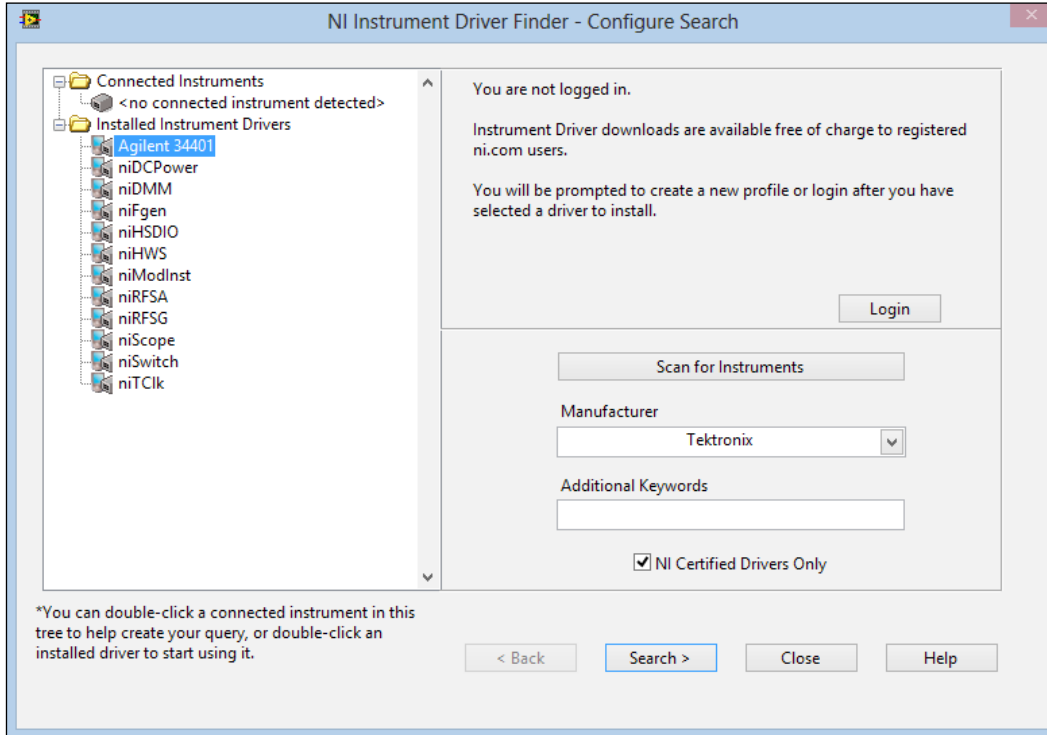 NI Instrument Driver Finder - Configure Search
Connected Instruments
<no connected instrument detected>
Installed Instrument Drivers
Agilent 34401
niDCPower
niDMM
niFgen
niHSDIO
niHWS
niModInst
niRFSA
niRFSG
niScope
niSwitch
niTClk
*You can double-click a connected instrument in this
tree to help create your query, or double-click an
installed driver to start using it.
You are not logged in.
Instrument Driver downloads are available free of charge to registered
ni.com users.
You will be prompted to create a new profile or login after you have
selected a driver to install.
Login
Scan for Instruments
Manufacturer
Tektronix
Additional Keywords
NI Certified Drivers Only
< Back
Search >
Close
Help